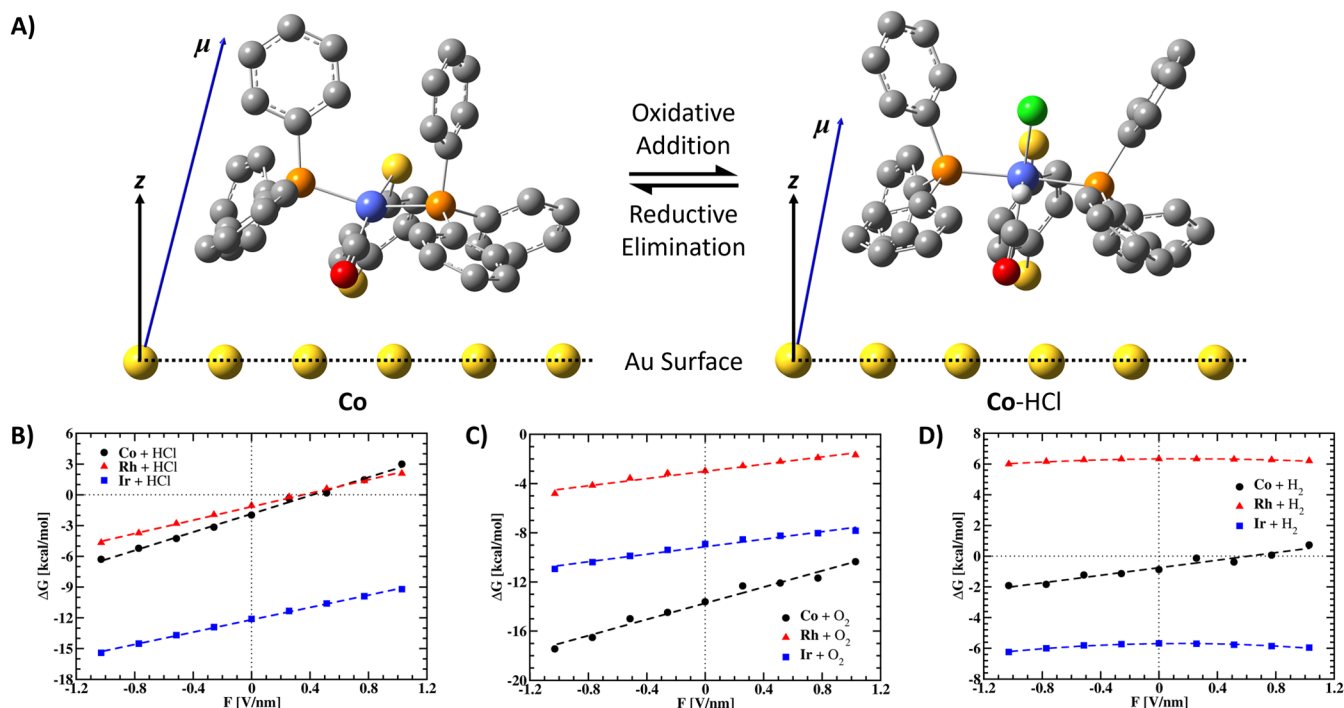 A)
μ
z
Oxidative
Addition
Reductive
Elimination
μ
z
Au Surface
Co
Co-HCl
B)
ΔG [kcal/mol]
6
3
0
-3
-6
-9
-12
-15
-18
Co + HCl
Rh + HCl
Ir + HCl
-1.2 -0.8 -0.4 0 0.4 0.8 1.2
F [V/nm]
C)
ΔG [kcal/mol]
0
-4
-8
-12
-16
-20
Co + O₂
Rh + O₂
Ir + O₂
-1.2 -0.8 -0.4 0 0.4 0.8 1.2
F [V/nm]
D)
ΔG [kcal/mol]
8
6
4
2
0
-2
-4
-6
-8
Co + H₂
Rh + H₂
Ir + H₂
-1.2 -0.8 -0.4 0 0.4 0.8 1.2
F [V/nm]